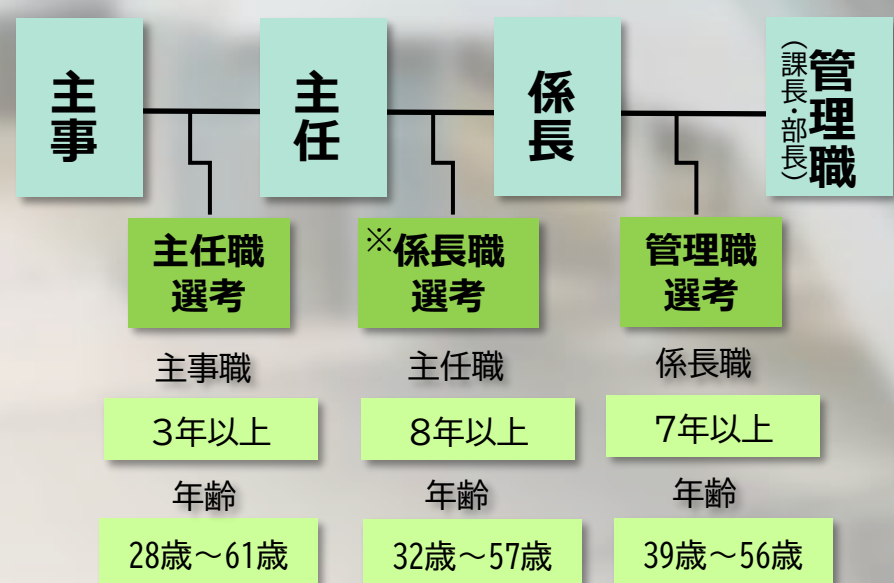 主事
主任
係長
管理職
（課長・部長）
主任職
選考
※係長職
選考
管理職
選考
主事職
主任職
係長職
3年以上
8年以上
7年以上
年齢
年齢
年齢
28歳～61歳
32歳～57歳
39歳～56歳